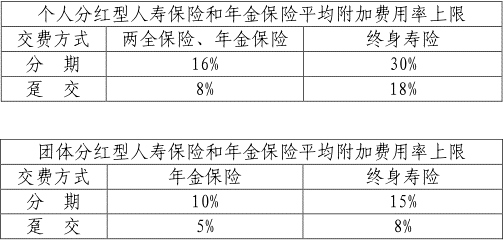 个人分红型人寿保险和年金保险平均附加费用率上限
交费方式 两全保险、年金保险 终身寿险
分 期 16% 30%
趸 交 8% 18%
团体分红型人寿保险和年金保险平均附加费用率上限
交费方式 年金保险 终身寿险
分 期 10% 15%
趸 交 5% 8%